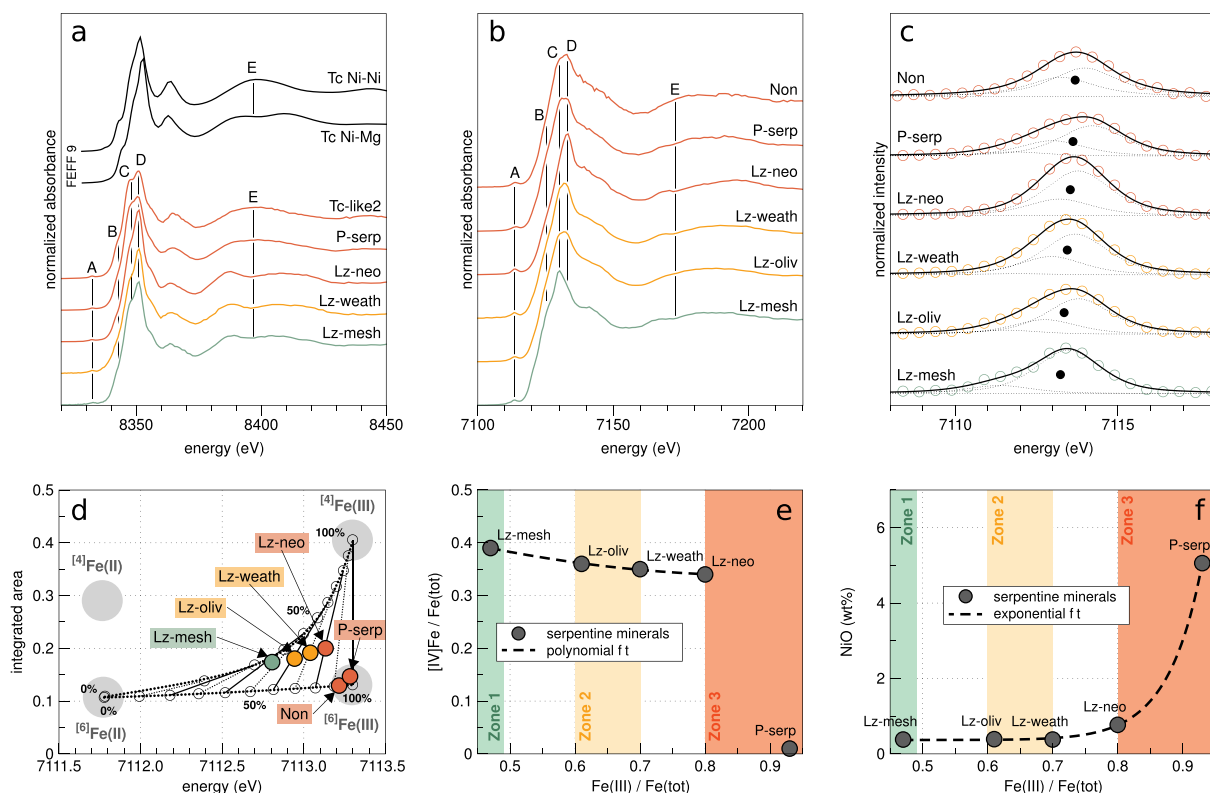 a
E
Tc Ni-Ni
Tc Ni-Mg
FEFF 9
D
C
E
B
A
Tc-like2
P-serp
Lz-neo
Lz-weath
Lz-mesh
normalized absorbance
8350
8400
8450
energy (eV)
b
C
D
E
B
A
Non
P-serp
Lz-neo
Lz-weath
Lz-oliv
Lz-mesh
normalized absorbance
7100
7150
7200
energy (eV)
c
Non
P-serp
Lz-neo
Lz-weath
Lz-oliv
Lz-mesh
normalized intensity
7110
7115
energy (eV)
d
[4]Fe(III)
100%
Lz-neo
[4]Fe(II)
Lz-weath
50%
Lz-oliv
P-serp
Lz-mesh
0%
0%
50%
100%
[6]Fe(II)
Non
[6]Fe(III)
integrated area
0.5
0.4
0.3
0.2
0.1
0
7111.5
7112.0
7112.5
7113.0
7113.5
energy (eV)
e
Lz-mesh
Lz-oliv
Lz-weath
Lz-neo
serpentine minerals
polynomial f t
Zone 1
Zone 2
Zone 3
P-serp
[IV]Fe / Fe(tot)
0.5
0.4
0.3
0.2
0.1
0
0.5
0.6
0.7
0.8
0.9
Fe(III) / Fe(tot)
f
Zone 1
Zone 2
Zone 3
P-serp
serpentine minerals
exponential f t
Lz-neo
Lz-mesh
Lz-oliv
Lz-weath
NiO (wt%)
6
4
2
0
0.5
0.6
0.7
0.8
0.9
Fe(III) / Fe(tot)